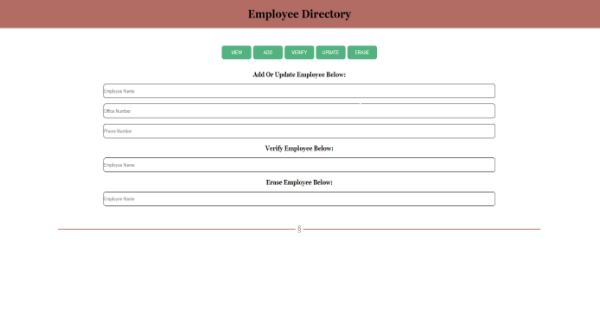 Employee Directory
VIEW ADD VERIFY UPDATE ERASE
Add Or Update Employee Below:
Employee Name
Office Number
Phone Number
Verify Employee Below:
Employee Name
Erase Employee Below:
Employee Name
§